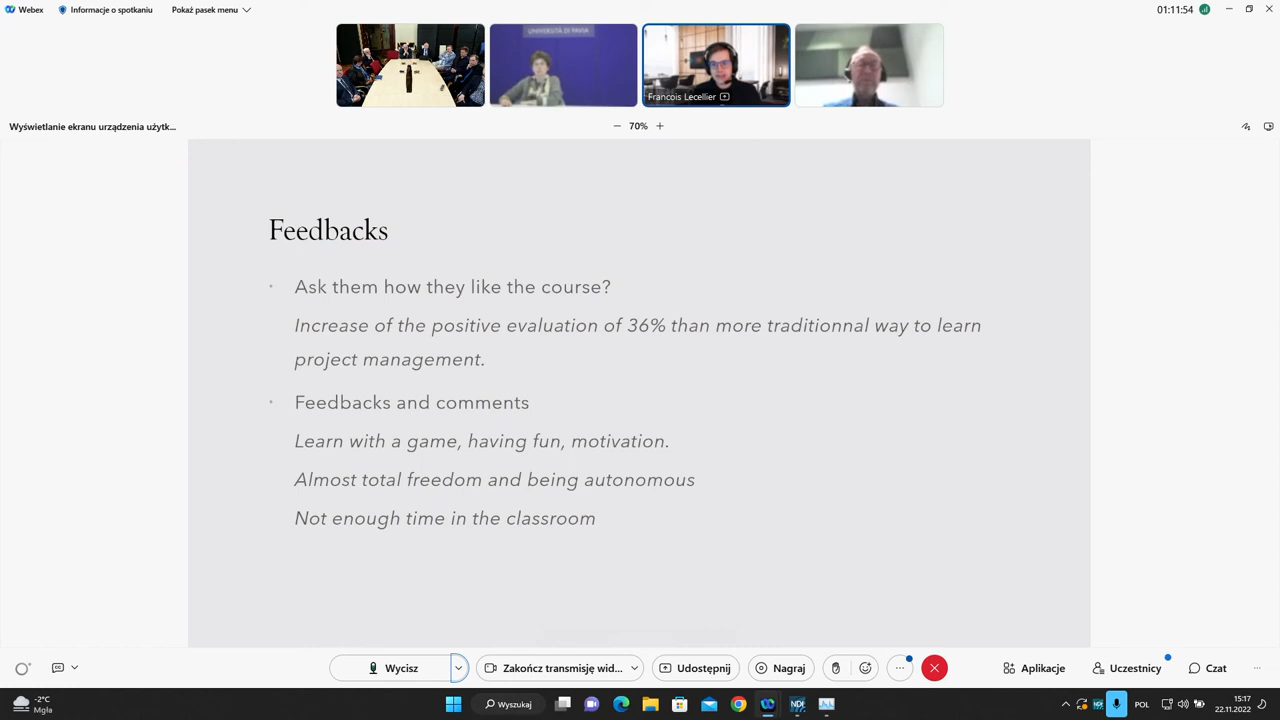 Webex
Informacje o spotkaniu
Pokaż pasek menu
01:11:54
UNIVERSITÀ DI PAVIA
Francois Lecellier
Wyświetlanie ekranu urządzenia użytk...
70%
Feedbacks
Ask them how they like the course?
Increase of the positive evaluation of 36% than more traditionnal way to learn
project management.
Feedbacks and comments
Learn with a game, having fun, motivation.
Almost total freedom and being autonomous
Not enough time in the classroom
Wycisz
Zakończ transmisję wid...
Udostępnij
Nagraj
Aplikacje
Uczestnicy
Czat
-2°C
Mgła
Wyszukaj
POL
15:17
22.11.2022